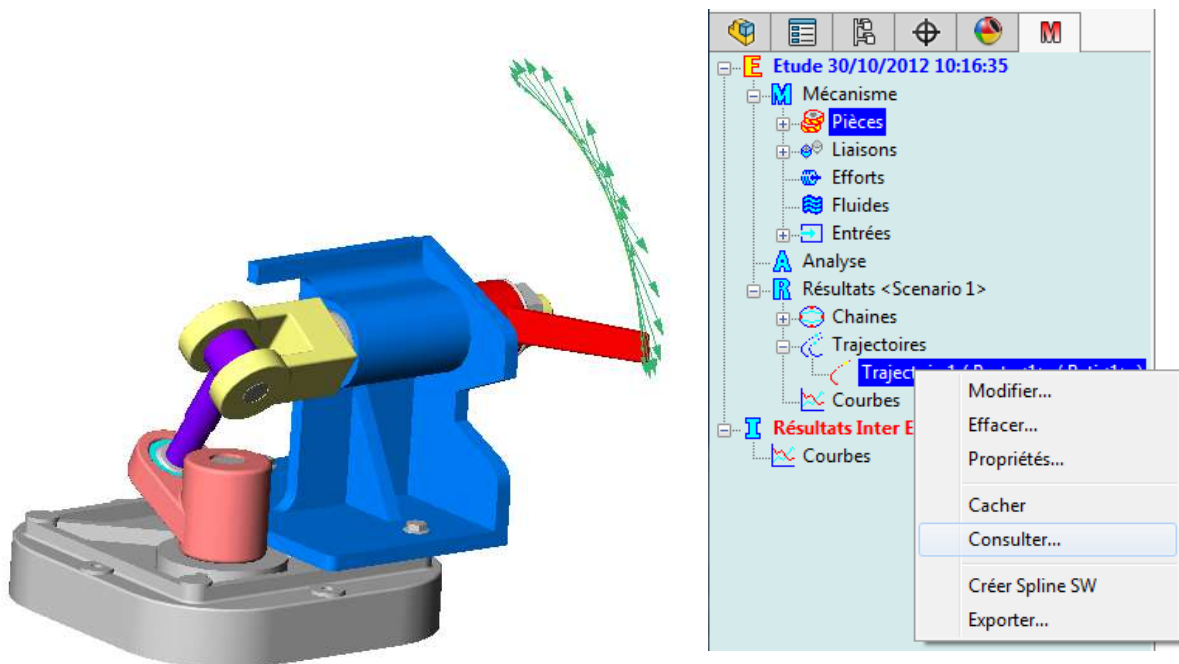 Etude 30/10/2012 10:16:35
Mécanisme
Pièces
Liaisons
Efforts
Fluides
Entrées
Analyse
Résultats <Scenario 1>
Chaines
Trajectoires
Courbes
Résultats Inter E
Courbes
Modifier...
Effacer...
Propriétés...
Cacher
Consulter...
Créer Spline SW
Exporter...